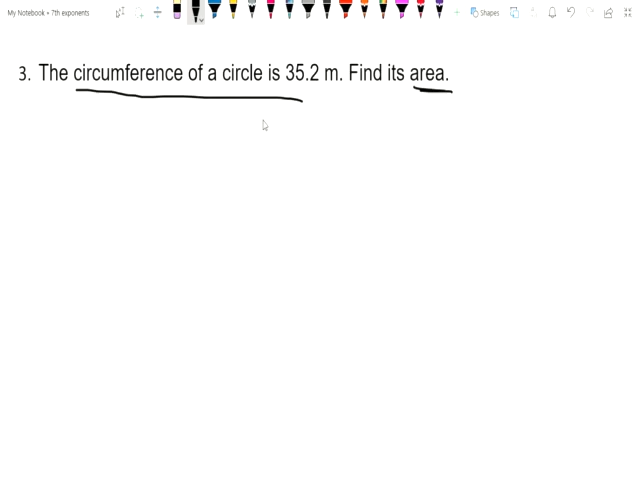 My Notebook » 7th exponents
Shapes
3. The circumference of a circle is 35.2 m. Find its area.